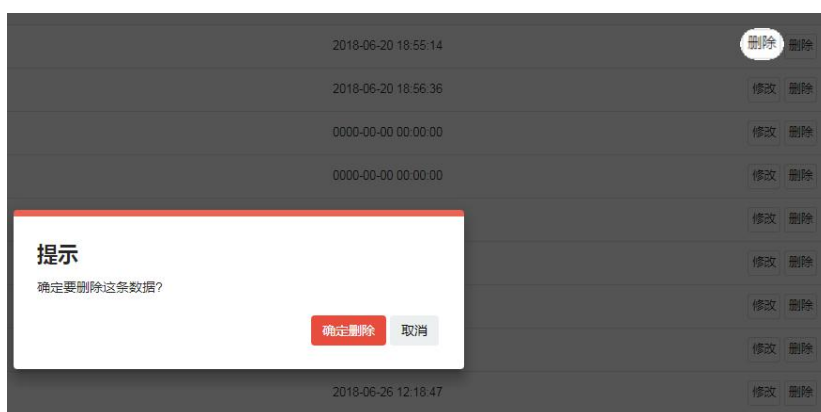 2018-06-20 18:55:14 删除 删除
2018-06-20 18:56:36 修改 删除
0000-00-00 00:00:00 修改 删除
0000-00-00 00:00:00 修改 删除
修改 删除
提示
修改 删除
确定要删除这条数据?
修改 删除
确定删除 取消
修改 删除
2018-06-26 12:18:47 修改 删除